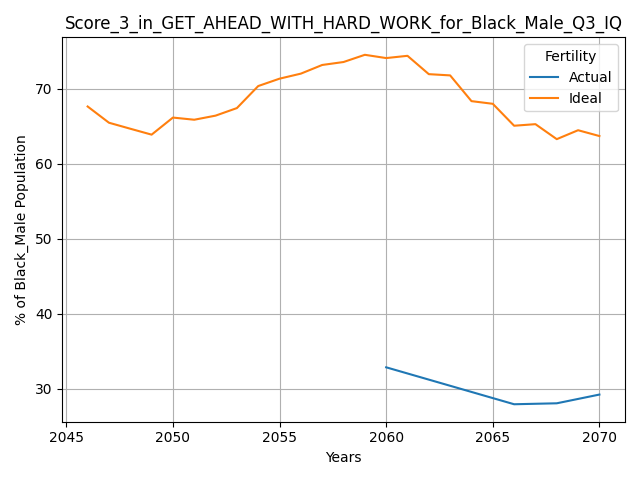 Score_3_in_GET_AHEAD_WITH_HARD_WORK_for_Black_Male_Q3_IQ
Fertility
Actual
Ideal
% of Black_Male Population
70
60
50
40
30
2045 2050 2055 2060 2065 2070
Years